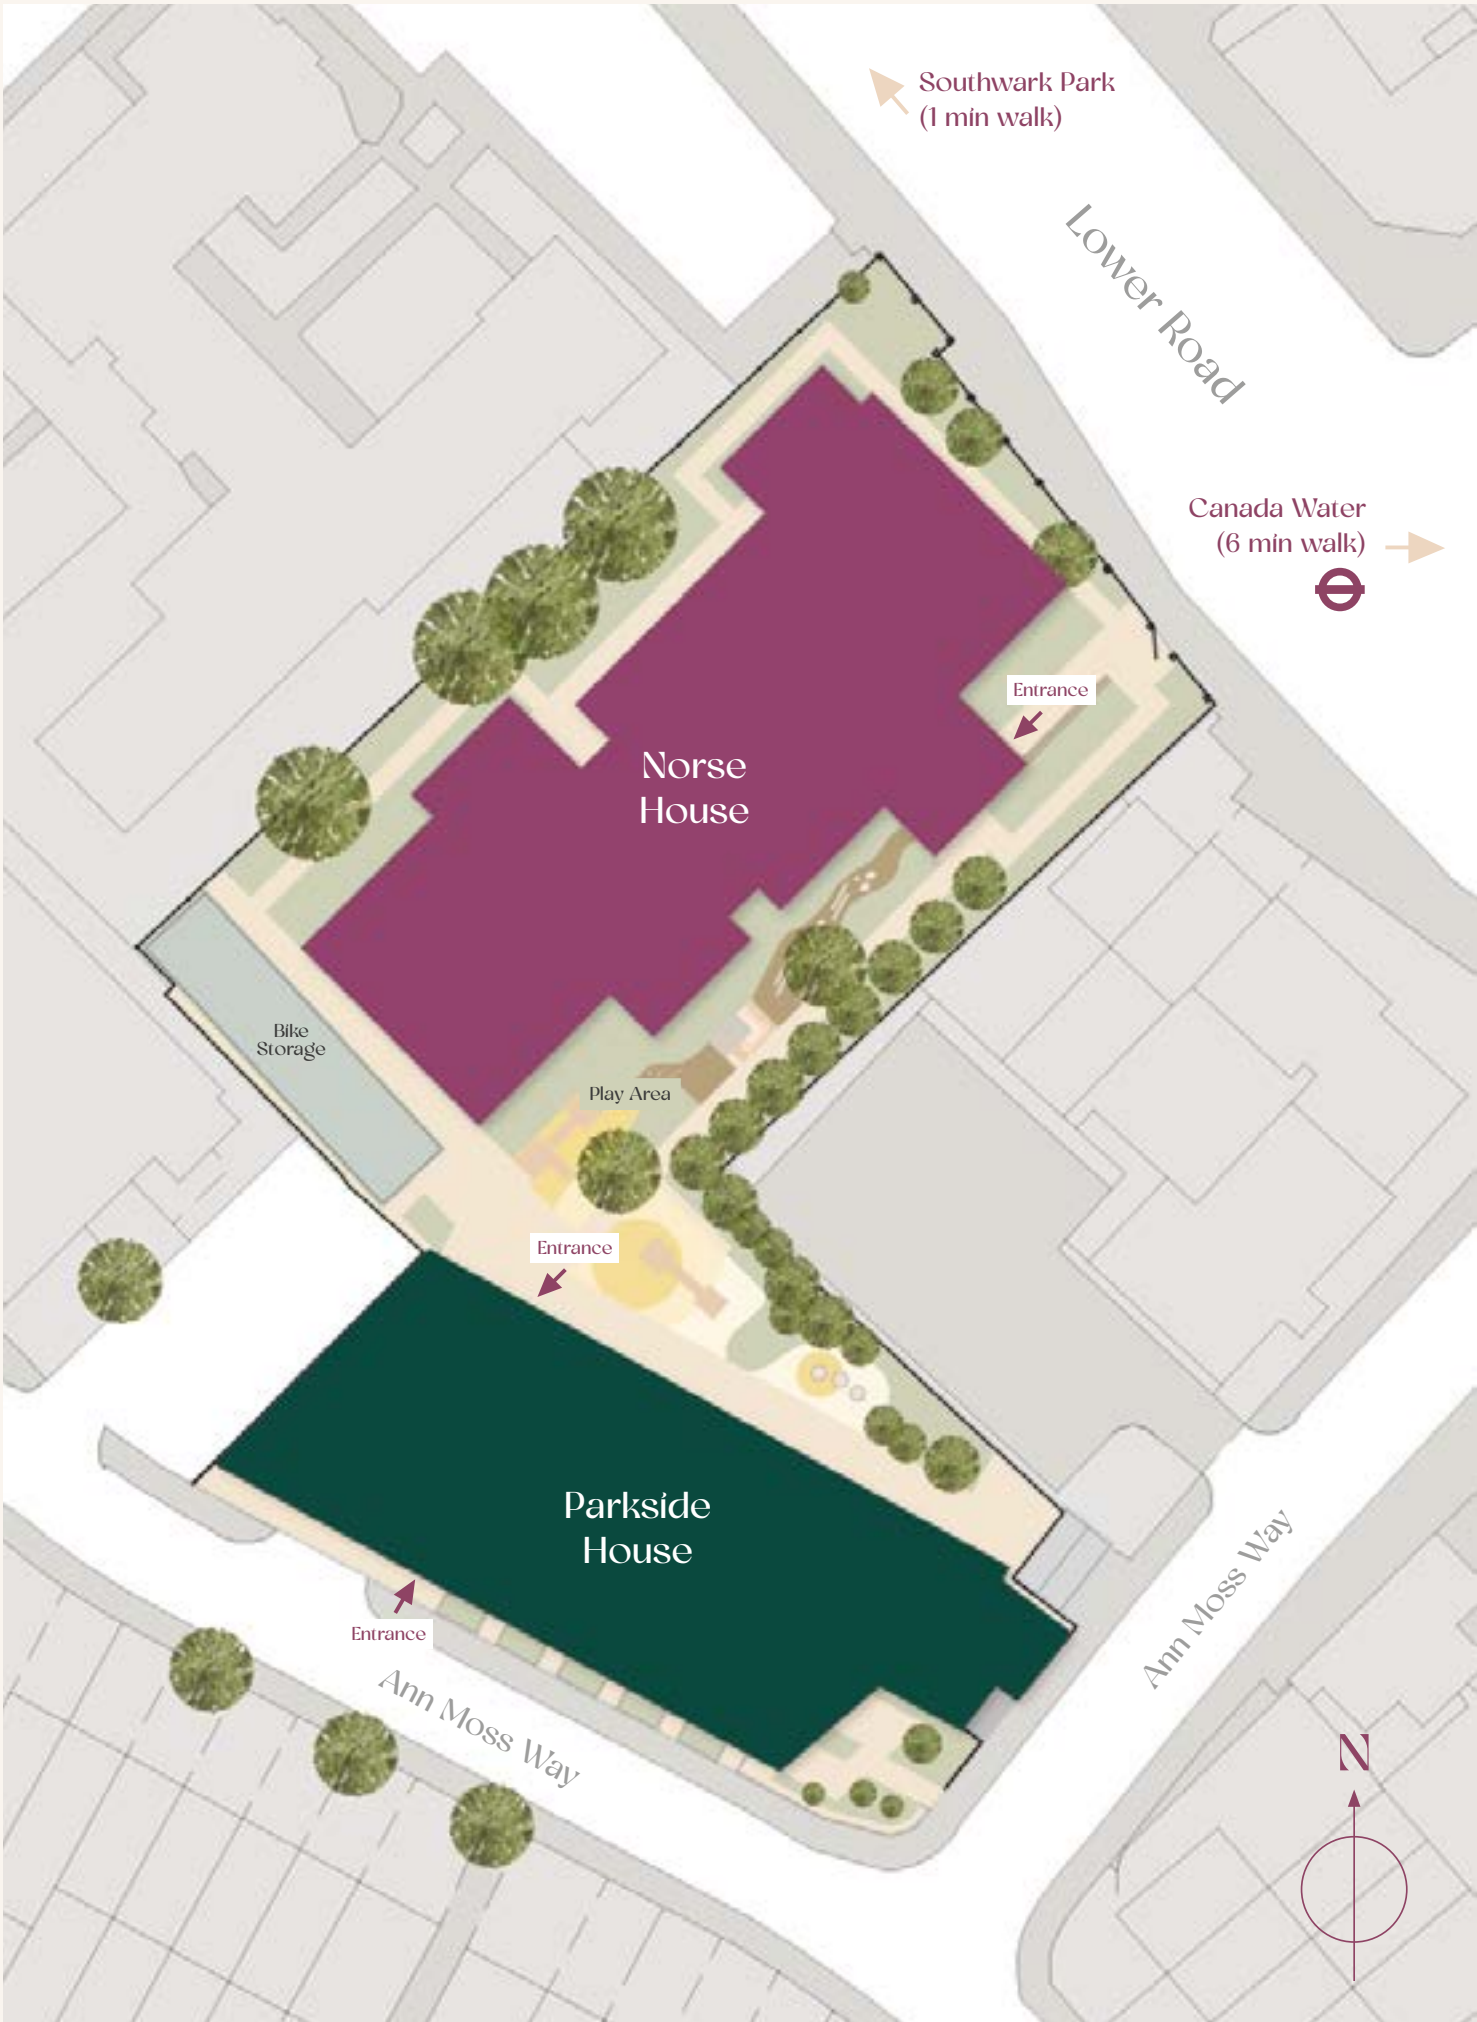 Southwark Park
(1 min walk)
Lower Road
Canada Water
(6 min walk)
Entrance
Norse
House
Bike
Storage
Play Area
Entrance
Parkside
House
Entrance
Ann Moss Way
Ann Moss Way
N